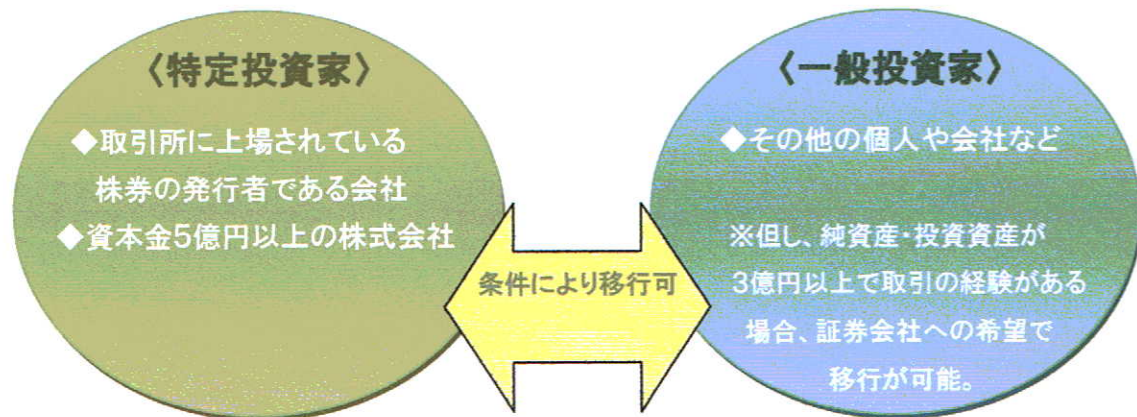 〈特定投資家〉
◆取引所に上場されている
株券の発行者である会社
◆資本金5億円以上の株式会社
条件により移行可
〈一般投資家〉
◆その他の個人や会社など
※但し、純資産・投資資産が
3億円以上で取引の経験がある
場合、証券会社への希望で
移行が可能。